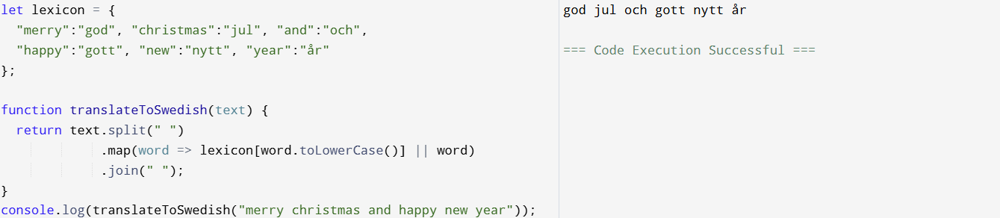 let lexicon = {
  "merry":"god", "christmas":"jul", "and":"och",
  "happy":"gott", "new":"nytt", "year":"år"
};

function translateToSwedish(text) {
  return text.split(" ")
             .map(word => lexicon[word.toLowerCase()] || word)
             .join(" ");
}
console.log(translateToSwedish("merry christmas and happy new year"));
god jul och gott nytt år

=== Code Execution Successful ===